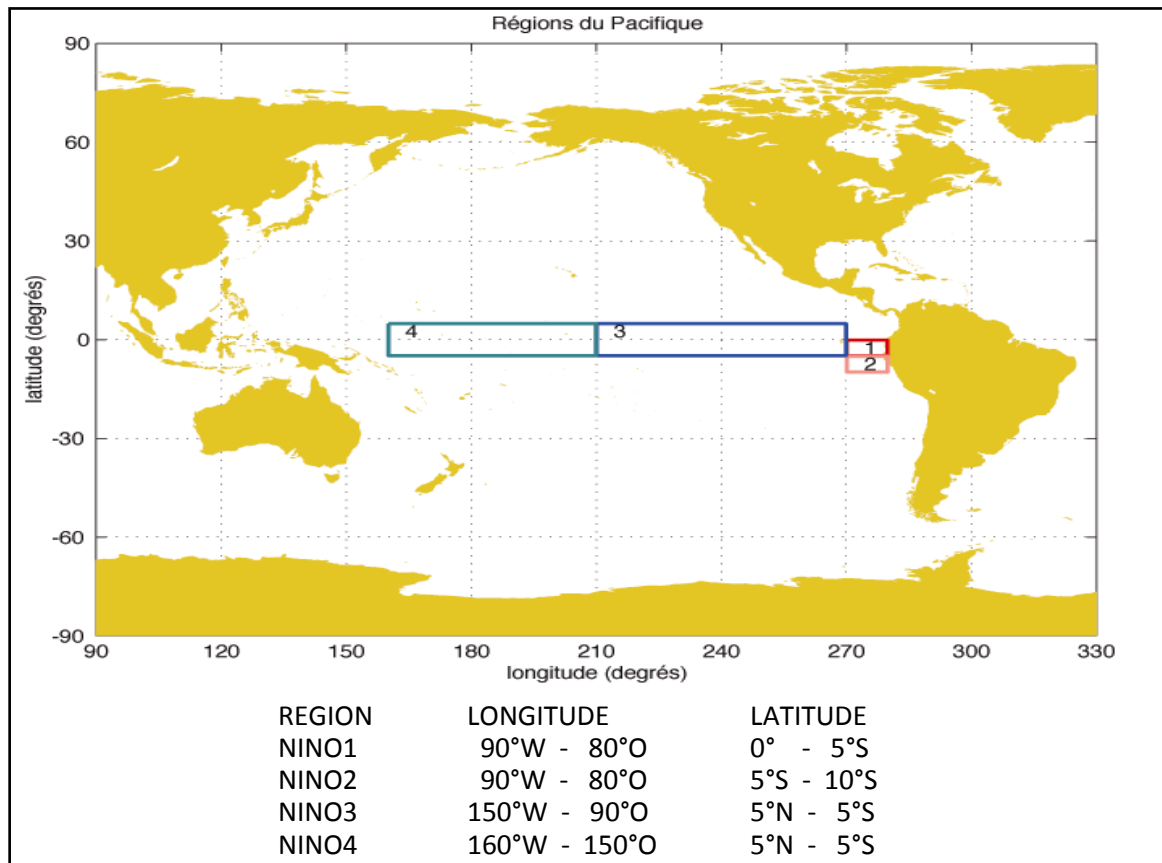 Régions du Pacifique
90
60
30
0
-30
-60
-90
latitude (degrés)
4
3
1
2
90 120 150 180 210 240 270 300 330
longitude (degrés)
REGION LONGITUDE LATITUDE
NINO1 90°W - 80°O 0° - 5°S
NINO2 90°W - 80°O 5°S - 10°S
NINO3 150°W - 90°O 5°N - 5°S
NINO4 160°W - 150°O 5°N - 5°S